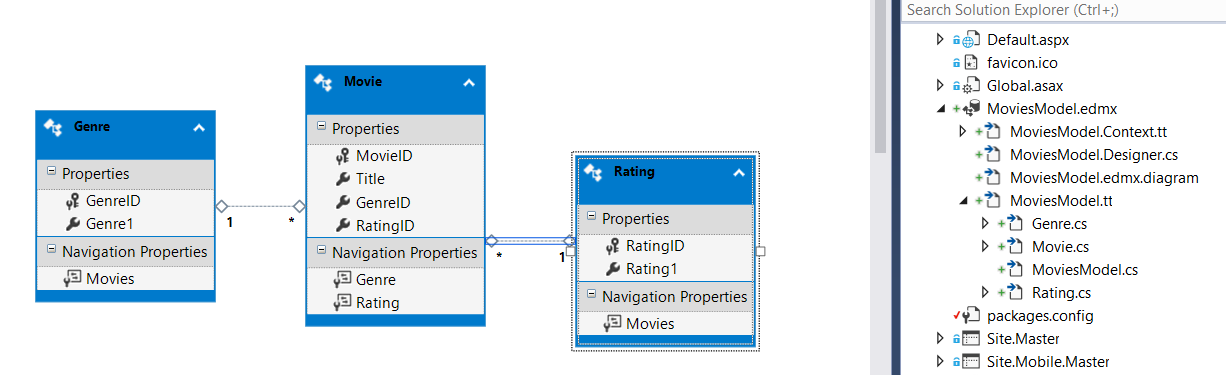 Genre
Properties
GenreID
Genre1
Navigation Properties
Movies
1
*
Movie
Properties
MovieID
Title
GenreID
RatingID
Navigation Properties
Genre
Rating
*
1
Rating
Properties
RatingID
Rating1
Navigation Properties
Movies
Search Solution Explorer (Ctrl+;)
Default.aspx
favicon.ico
Global.asax
MoviesModel.edmx
MoviesModel.Context.tt
MoviesModel.Designer.cs
MoviesModel.edmx.diagram
MoviesModel.tt
Genre.cs
Movie.cs
MoviesModel.cs
Rating.cs
packages.config
Site.Master
Site.Mobile.Master